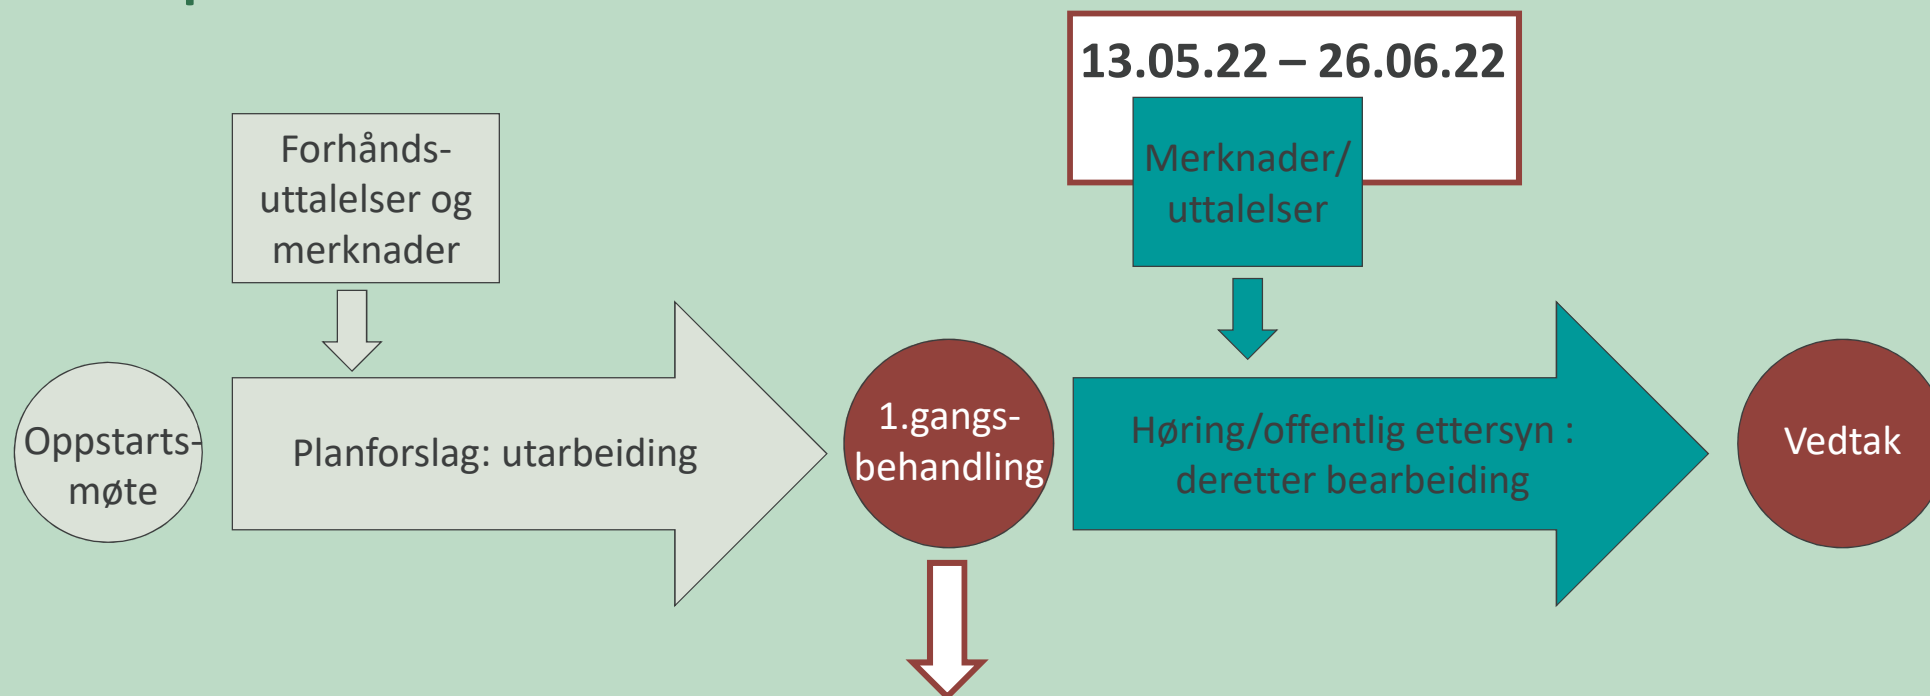 13.05.22 – 26.06.22
Forhånds-
uttalelser og
merknader
Merknader/
uttalelser
Oppstarts-
møte
Planforslag: utarbeiding
1.gangs-
behandling
Høring/offentlig ettersyn :
deretter bearbeiding
Vedtak